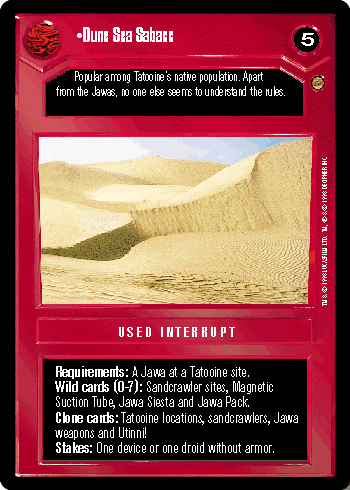 •Dune Sea Sabacc
5
Popular among Tatooine's native population. Apart
from the Jawas, no one else seems to understand the rules.
USED INTERRUPT
Requirements: A Jawa at a Tatooine site.
Wild cards (0-7): Sandcrawler sites, Magnetic
Suction Tube, Jawa Siesta and Jawa Pack.
Clone cards: Tatooine locations, sandcrawlers, Jawa
weapons and Utinni!
Stakes: One device or one droid without armor.